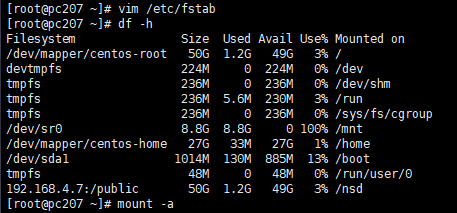 [root@pc207 ~]# vim /etc/fstab
[root@pc207 ~]# df -h
Filesystem Size Used Avail Use% Mounted on
/dev/mapper/centos-root 50G 1.2G 49G 3% /
devtmpfs 224M 0 224M 0% /dev
tmpfs 236M 0 236M 0% /dev/shm
tmpfs 236M 5.6M 230M 3% /run
tmpfs 236M 0 236M 0% /sys/fs/cgroup
/dev/sr0 8.8G 8.8G 0 100% /mnt
/dev/mapper/centos-home 27G 33M 27G 1% /home
/dev/sda1 1014M 130M 885M 13% /boot
tmpfs 48M 0 48M 0% /run/user/0
192.168.4.7:/public 50G 1.2G 49G 3% /nsd
[root@pc207 ~]# mount -a